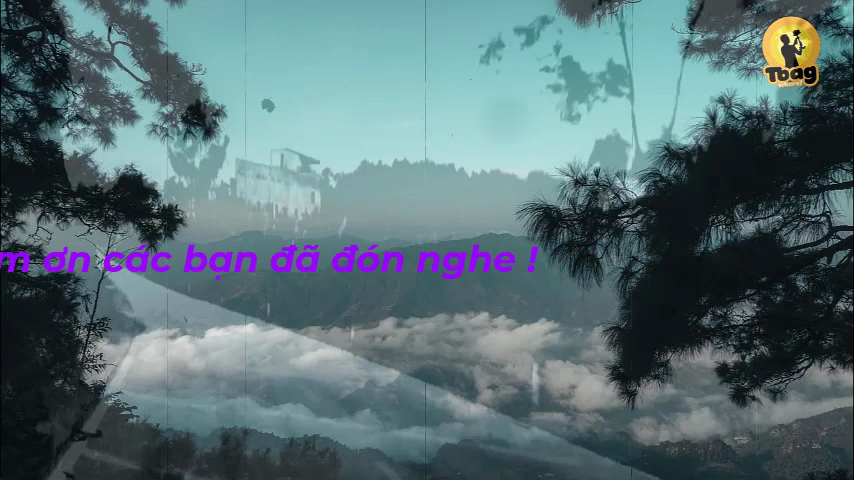 Tbag
m ơn các bạn đã đón nghe !